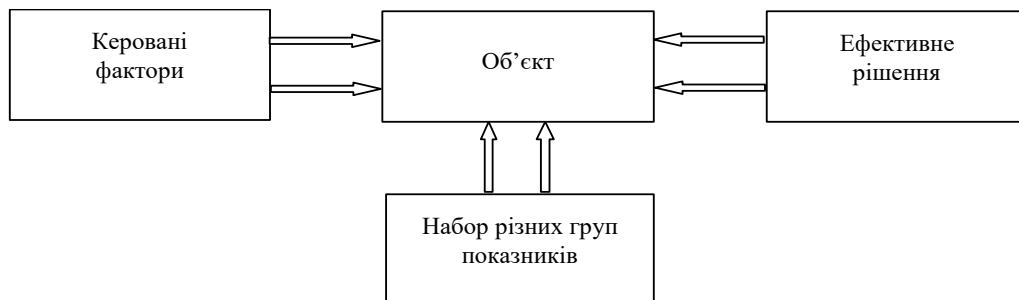 Керовані
фактори
Об’єкт
Ефективне
рішення
Набор різних груп
показників